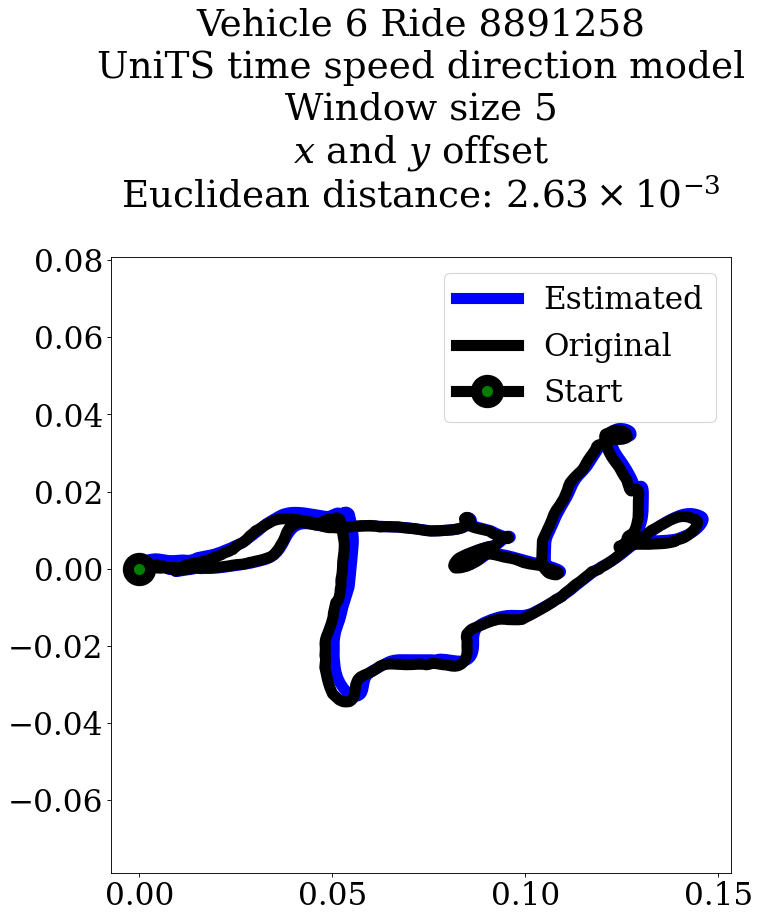 Vehicle 6 Ride 8891258
UniTS time speed direction model
Window size 5
x and y offset
Euclidean distance: 2.63 × 10⁻³
0.08
0.06
0.04
0.02
0.00
−0.02
−0.04
−0.06
Estimated
Original
Start
0.00 0.05 0.10 0.15